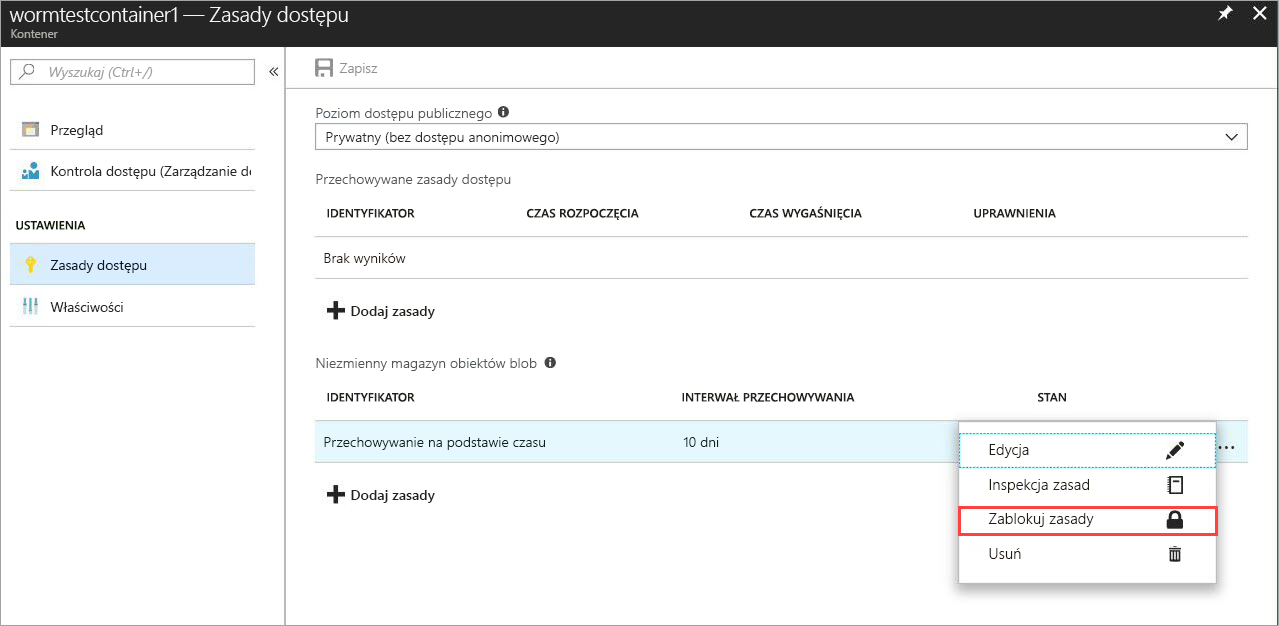 wormtestcontainer1 — Zasady dostępu
Kontener
Wyszukaj (Ctrl+/)
«
Przegląd
Kontrola dostępu (Zarządzanie do
USTAWIENIA
Zasady dostępu
Właściwości
Zapisz
Poziom dostępu publicznego
Prywatny (bez dostępu anonimowego)
Przechowywane zasady dostępu
IDENTYFIKATOR CZAS ROZPOCZĘCIA CZAS WYGAŚNIĘCIA UPRAWNIENIA
Brak wyników
Dodaj zasady
Niezmienny magazyn obiektów blob
IDENTYFIKATOR INTERWAŁ PRZECHOWYWANIA STAN
Przechowywanie na podstawie czasu 10 dni
Dodaj zasady
Edycja
Inspekcja zasad
Zablokuj zasady
Usuń